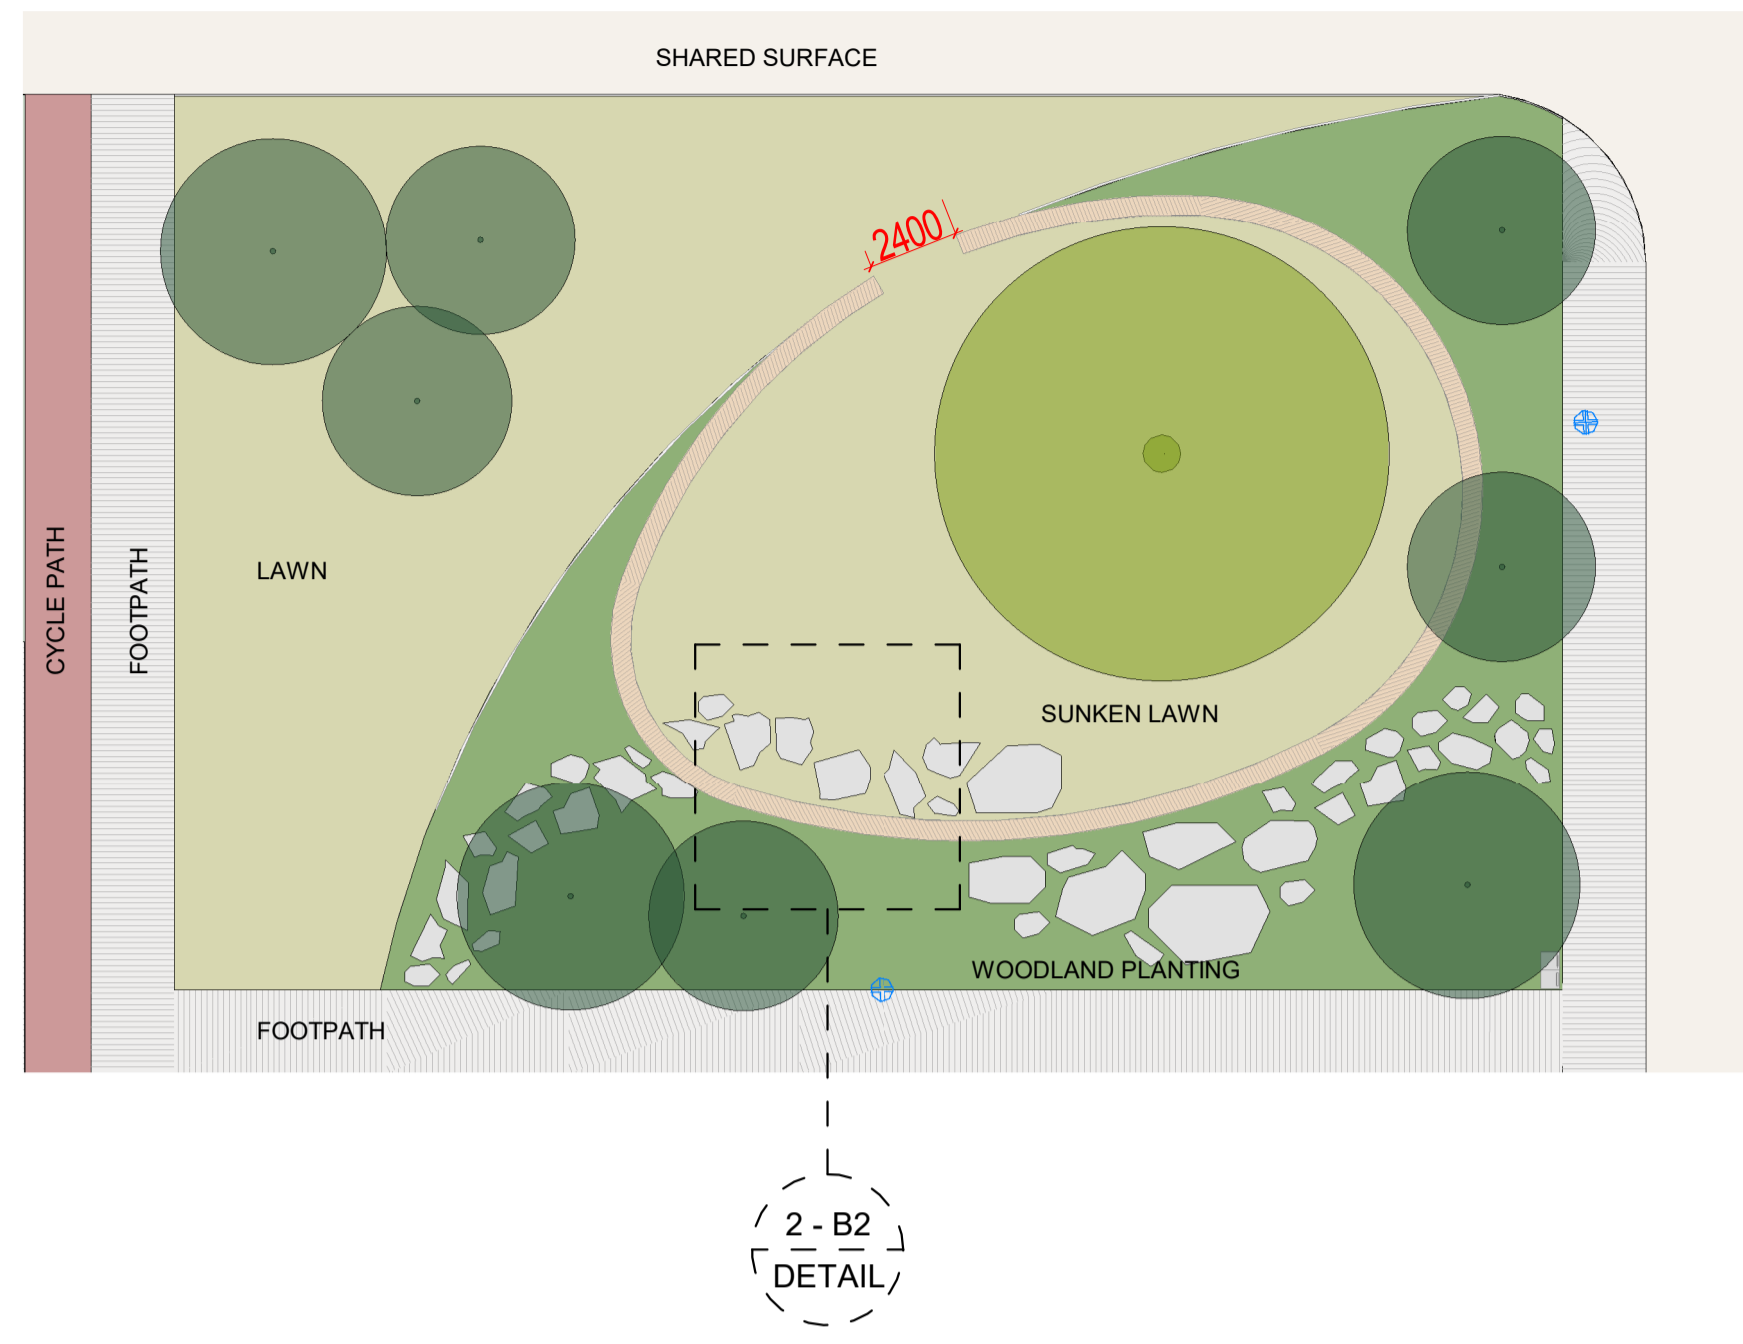 SHARED SURFACE
2400
CYCLE PATH
FOOTPATH
LAWN
SUNKEN LAWN
WOODLAND PLANTING
FOOTPATH
2 - B2
DETAIL